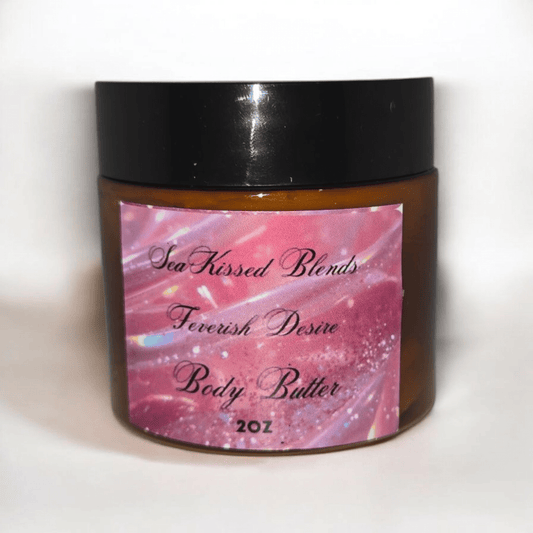 SeaKissed Blends
Feverish Desire
Body Butter
2OZ